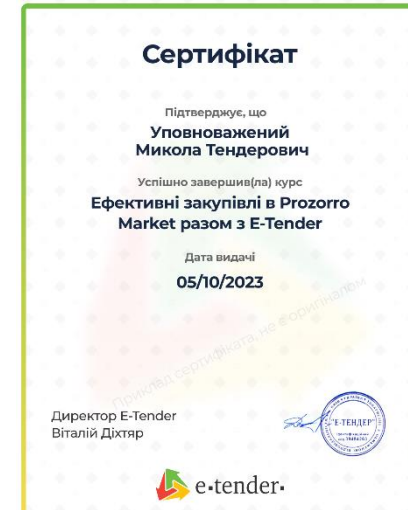 Сертифікат
Підтверджує, що
Уповноважений
Микола Тендерович
Успішно завершив(ла) курс
Ефективні закупівлі в Prozorro
Market разом з E-Tender
Дата видачі
05/10/2023
Приклад сертифіката, не є оригіналом
Директор E-Tender
Віталій Діхтяр
"Е-ТЕНДЕР"
e-tender.